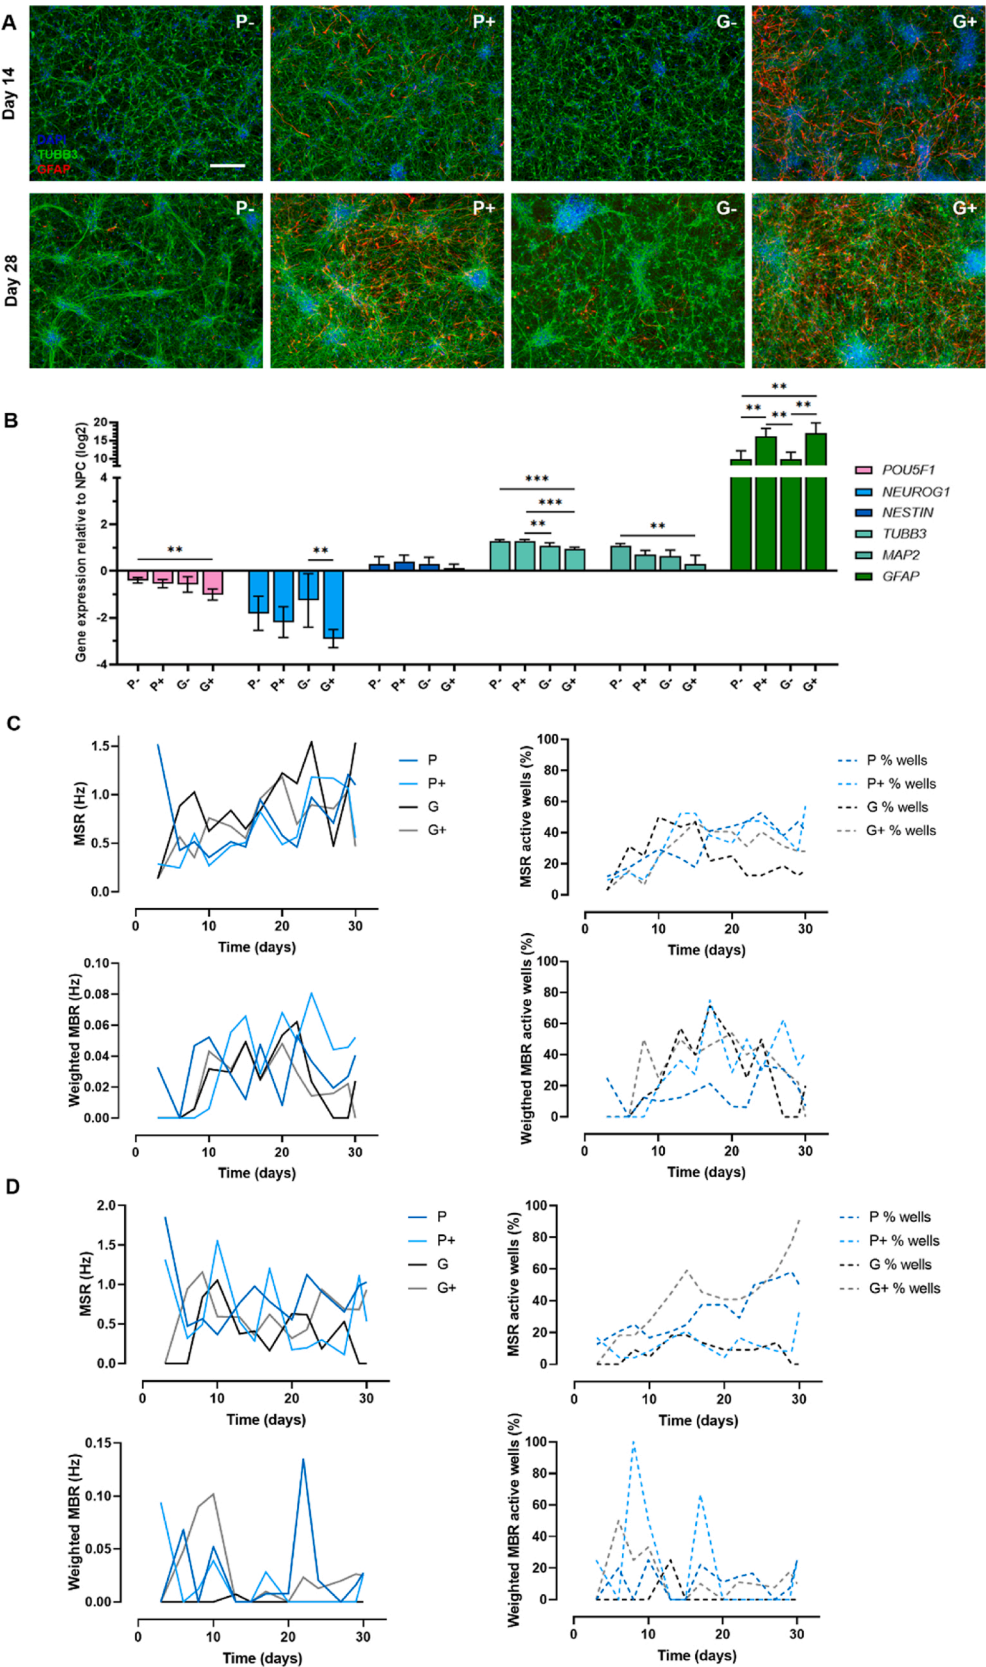 A
P-
P+
G-
G+
Day 14
DAPI
TUBB3
GFAP
P-
P+
G-
G+
Day 28
B
Gene expression relative to NPC (log2)
20
15
10
4
2
0
-2
-4
**
**
***
***
**
**
**
**
**
**
P- P+ G- G+ P- P+ G- G+ P- P+ G- G+ P- P+ G- G+ P- P+ G- G+ P- P+ G- G+
POU5F1
NEUROG1
NESTIN
TUBB3
MAP2
GFAP
C
MSR (Hz)
1.5
1.0
0.5
0.0
0 10 20 30
Time (days)
P
P+
G
G+
MSR active wells (%)
100
80
60
40
20
0
0 10 20 30
Time (days)
P % wells
P+ % wells
G % wells
G+ % wells
Weighted MBR (Hz)
0.10
0.08
0.06
0.04
0.02
0.00
0 10 20 30
Time (days)
Weigthed MBR active wells (%)
100
80
60
40
20
0
0 10 20 30
Time (days)
D
MSR (Hz)
2.0
1.5
1.0
0.5
0.0
0 10 20 30
Time (days)
P
P+
G
G+
MSR active wells (%)
100
80
60
40
20
0
0 10 20 30
Time (days)
P % wells
P+ % wells
G % wells
G+ % wells
Weighted MBR (Hz)
0.15
0.10
0.05
0.00
0 10 20 30
Time (days)
Weighted MBR active wells (%)
100
80
60
40
20
0
0 10 20 30
Time (days)